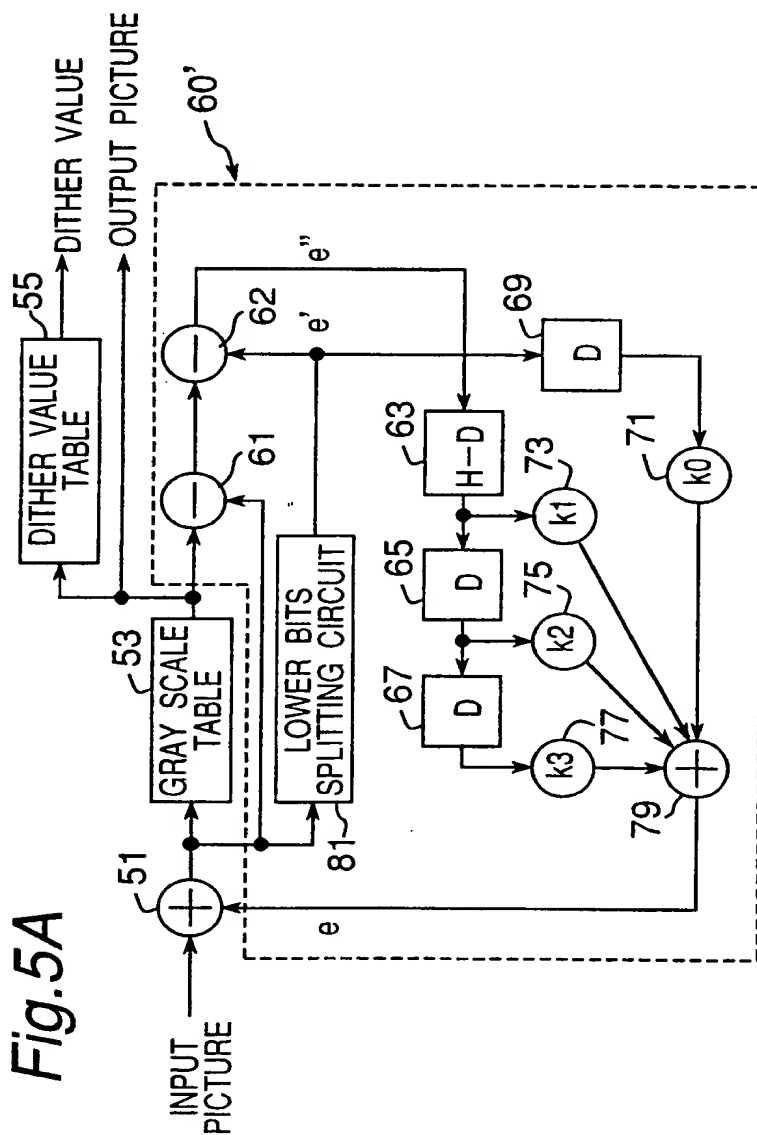 Fig.5A
INPUT
PICTURE
51
e
53
GRAY SCALE
TABLE
55
DITHER VALUE
TABLE
DITHER VALUE
OUTPUT PICTURE
60'
61
62
e"
e'
81
LOWER BITS
SPLITTING CIRCUIT
63
H-D
65
D
67
D
69
D
71
k0
73
k1
75
k2
77
k3
79